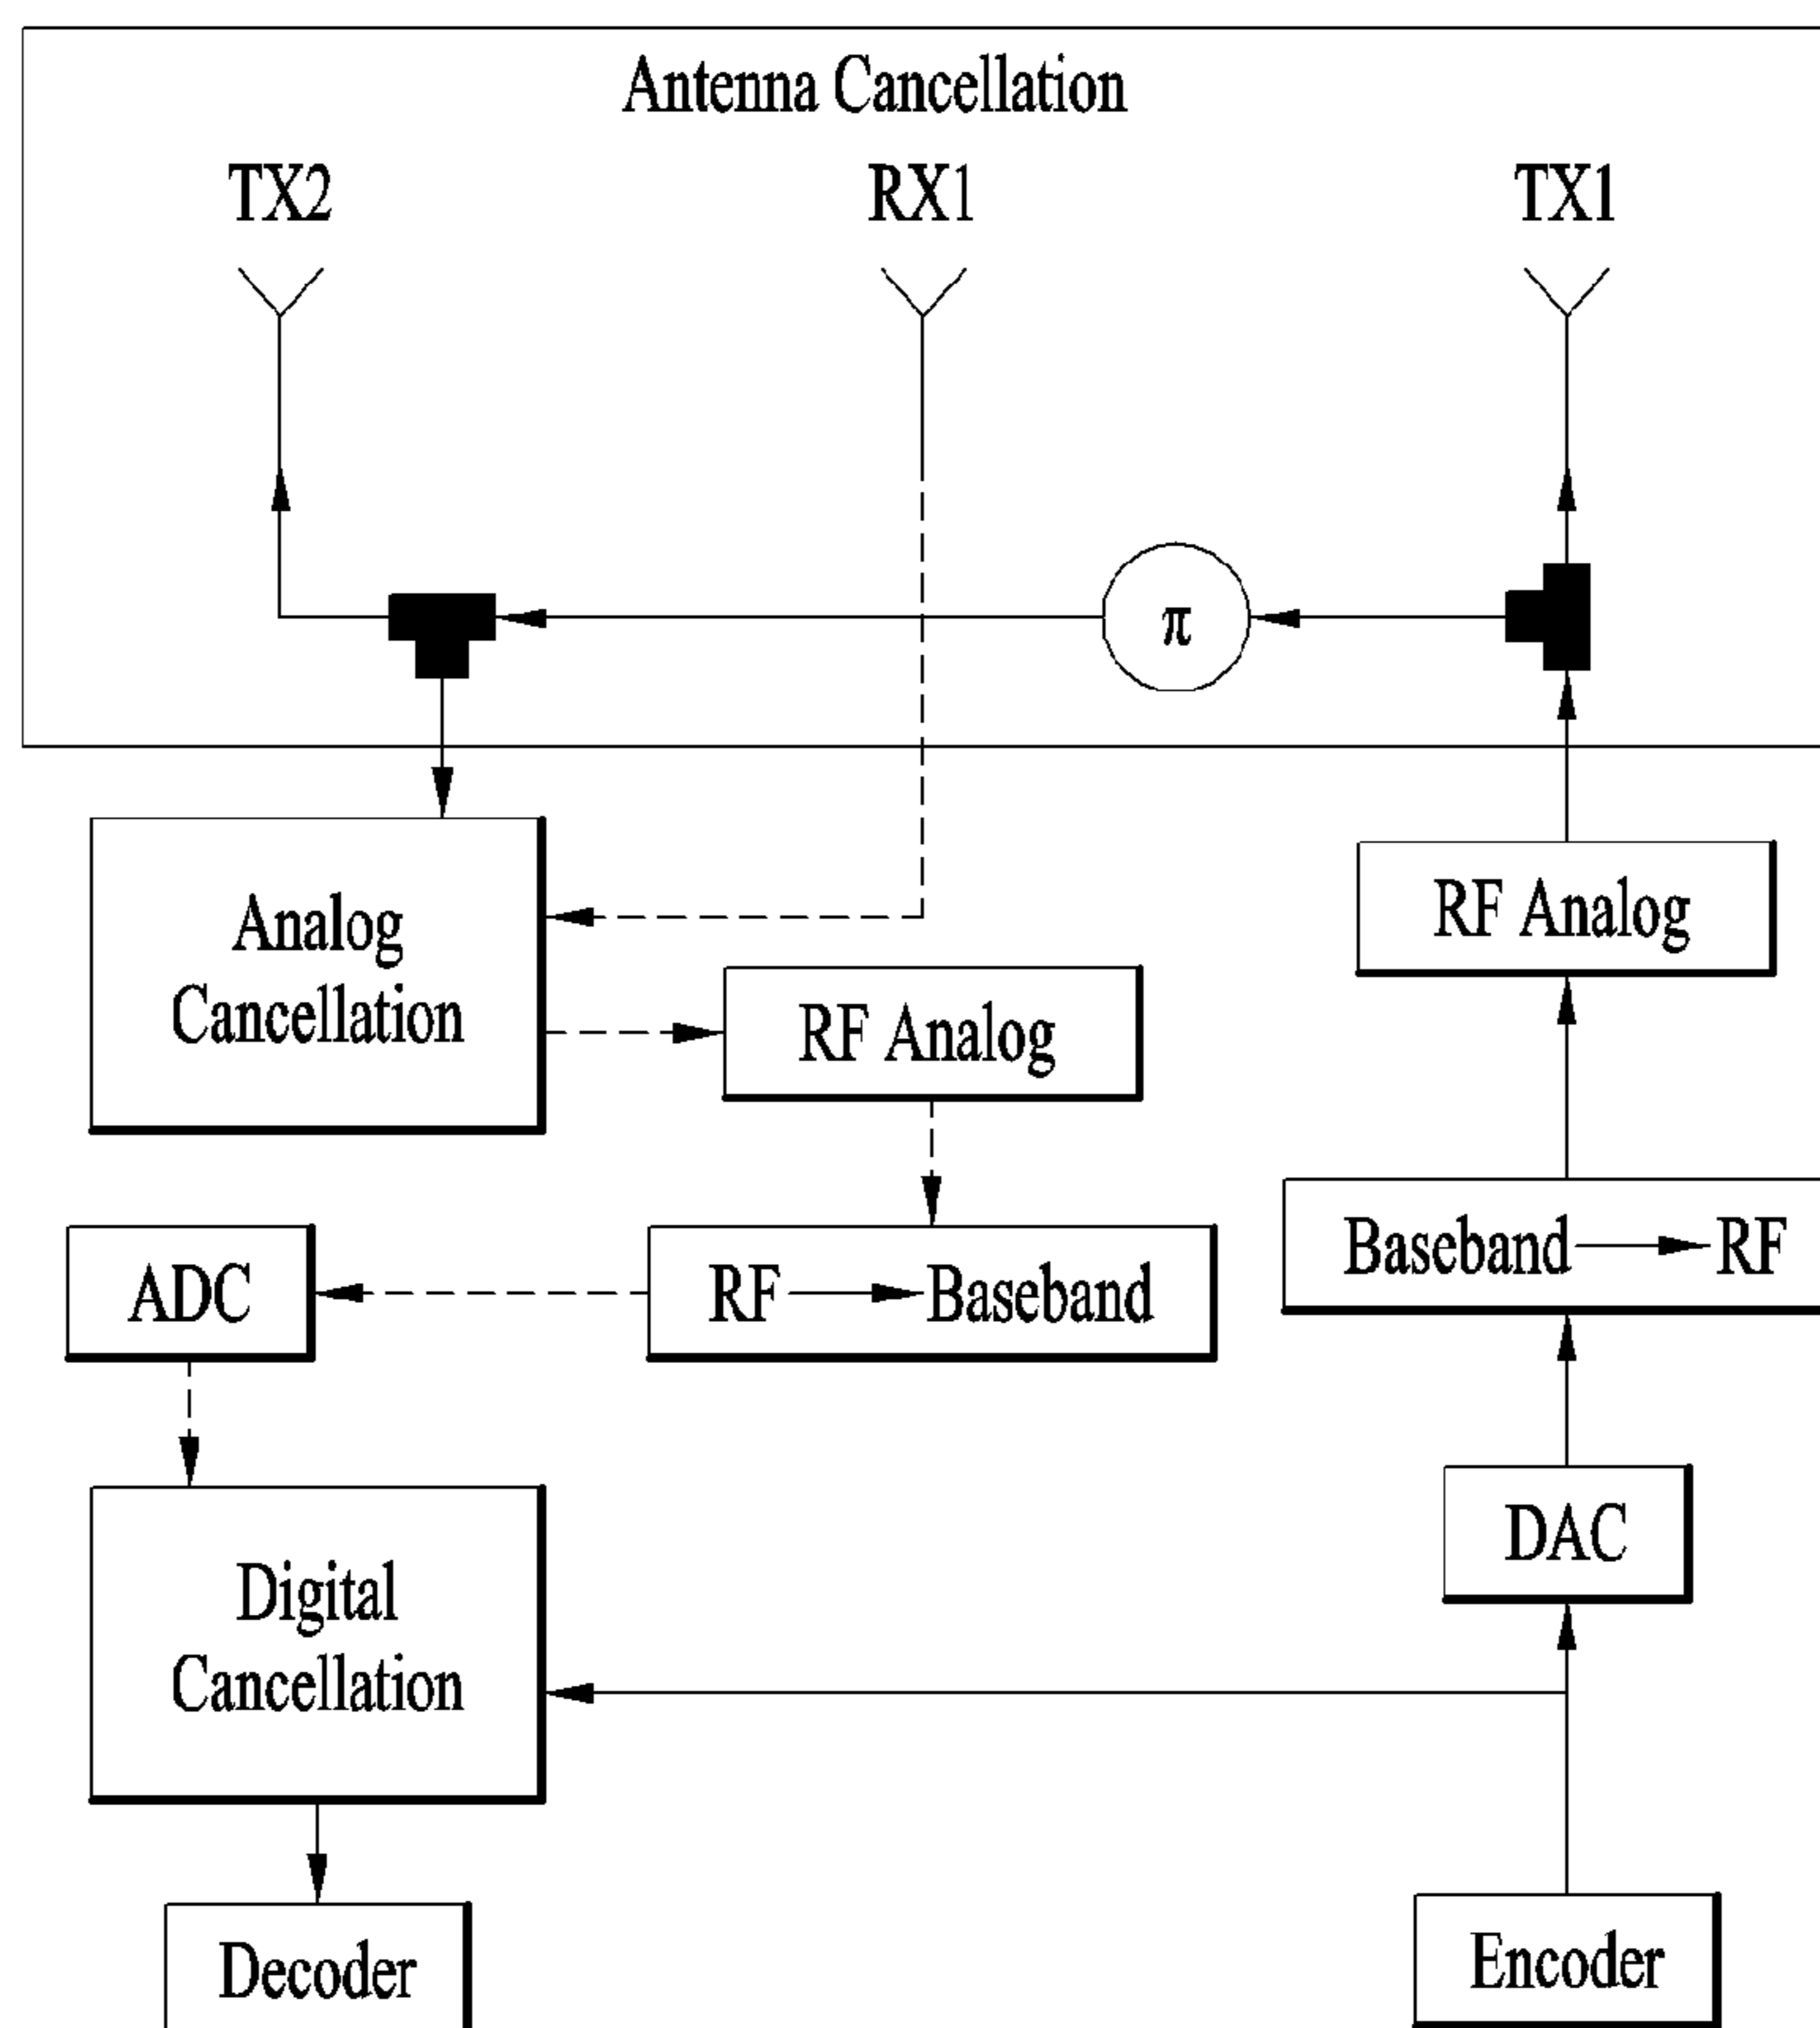 Antenna Cancellation
TX2
RX1
TX1
π
Analog
Cancellation
RF Analog
RF Analog
Baseband → RF
ADC
RF → Baseband
DAC
Digital
Cancellation
Decoder
Encoder